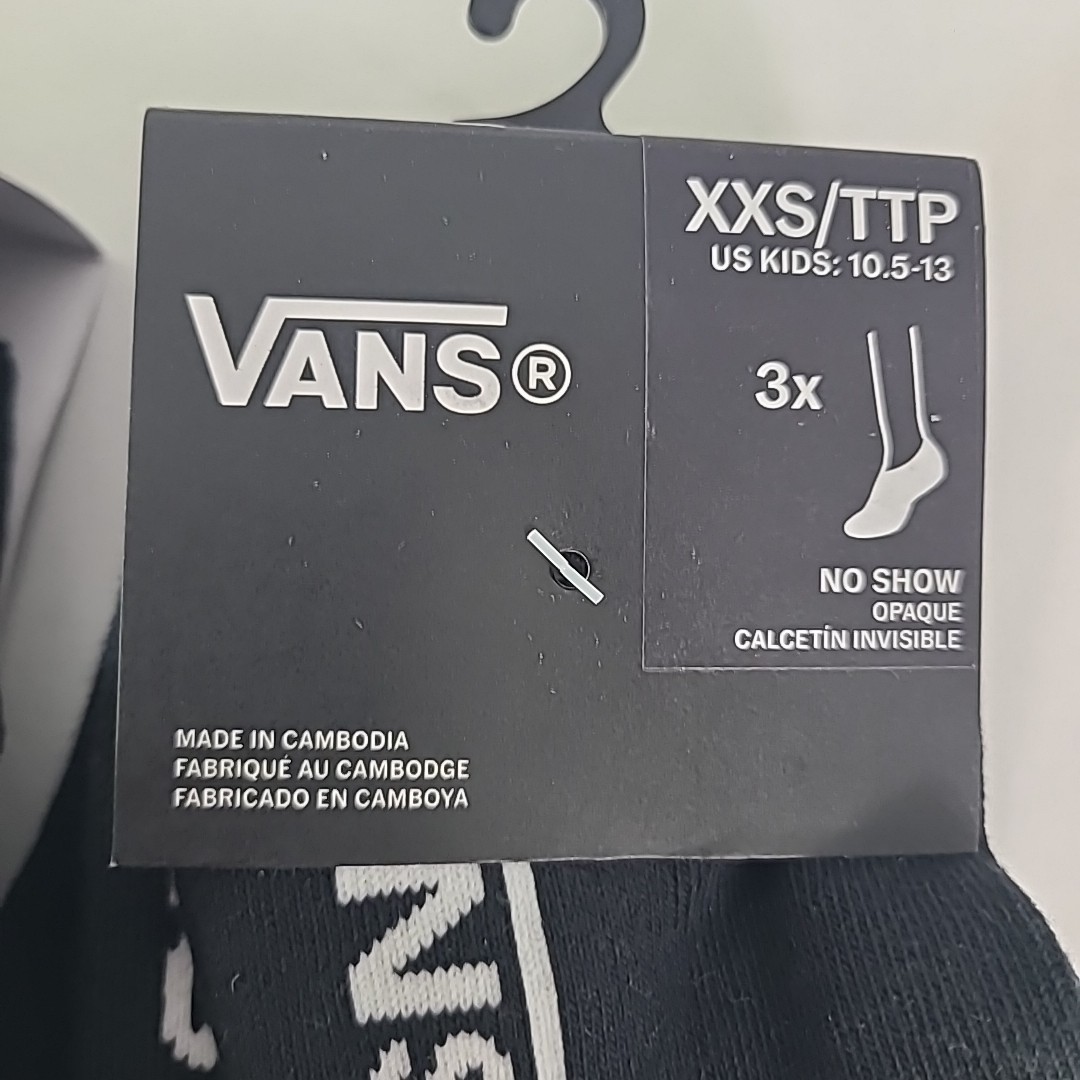 XXS/TTP
US KIDS: 10.5-13
VANS®
3x
NO SHOW
OPAQUE
CALCETÍN INVISIBLE
MADE IN CAMBODIA
FABRIQUÉ AU CAMBODGE
FABRICADO EN CAMBOYA